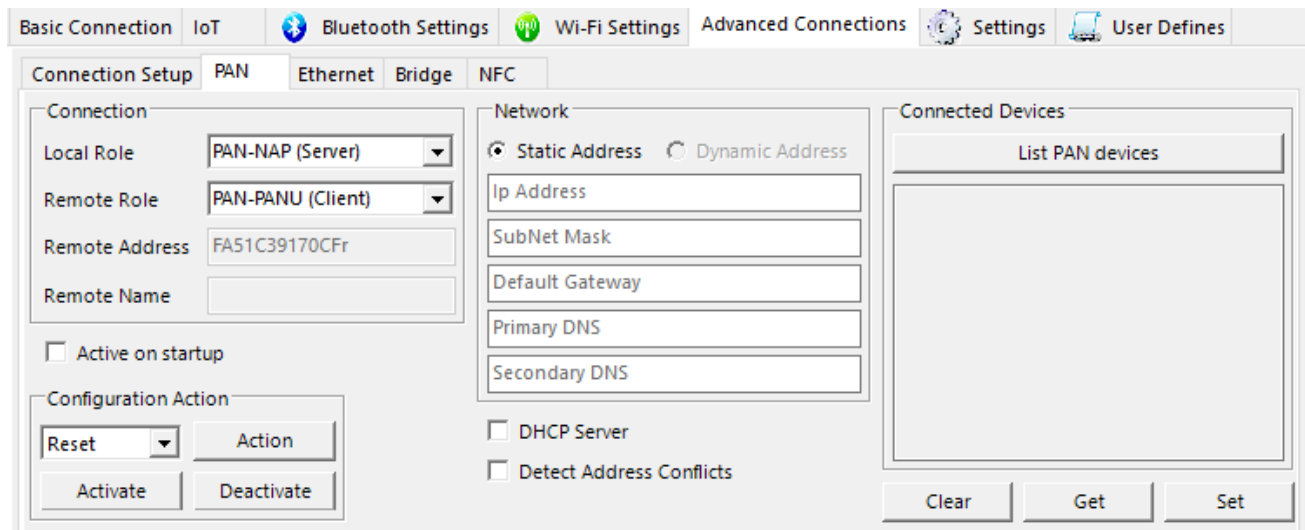 Basic Connection IoT Bluetooth Settings Wi-Fi Settings Advanced Connections Settings User Defines
Connection Setup PAN Ethernet Bridge NFC
Connection
Local Role PAN-NAP (Server)
Remote Role PAN-PANU (Client)
Remote Address FA51C39170CFr
Remote Name
Active on startup
Configuration Action
Reset Action
Activate Deactivate
Network
Static Address Dynamic Address
Ip Address
SubNet Mask
Default Gateway
Primary DNS
Secondary DNS
DHCP Server
Detect Address Conflicts
Connected Devices
List PAN devices
Clear Get Set